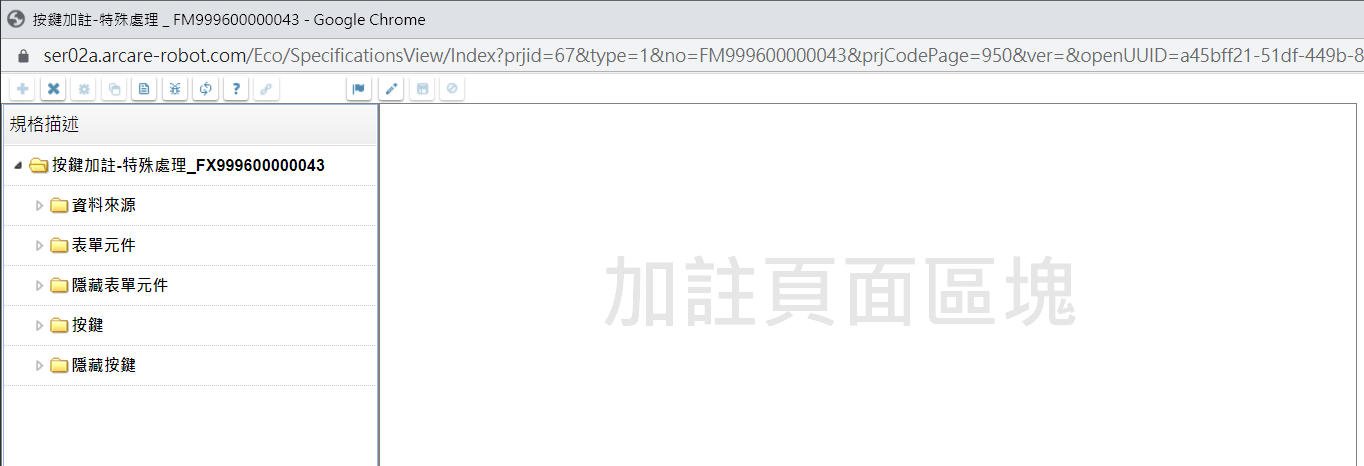 按鍵加註-特殊處理 _ FM999600000043 - Google Chrome
ser02a.arcare-robot.com/Eco/SpecificationsView/Index?prjid=67&type=1&no=FM999600000043&prjCodePage=950&ver=&openUUID=a45bff21-51df-449b-8
規格描述
按鍵加註-特殊處理_FX999600000043
資料來源
表單元件
隱藏表單元件
按鍵
隱藏按鍵
加註頁面區塊